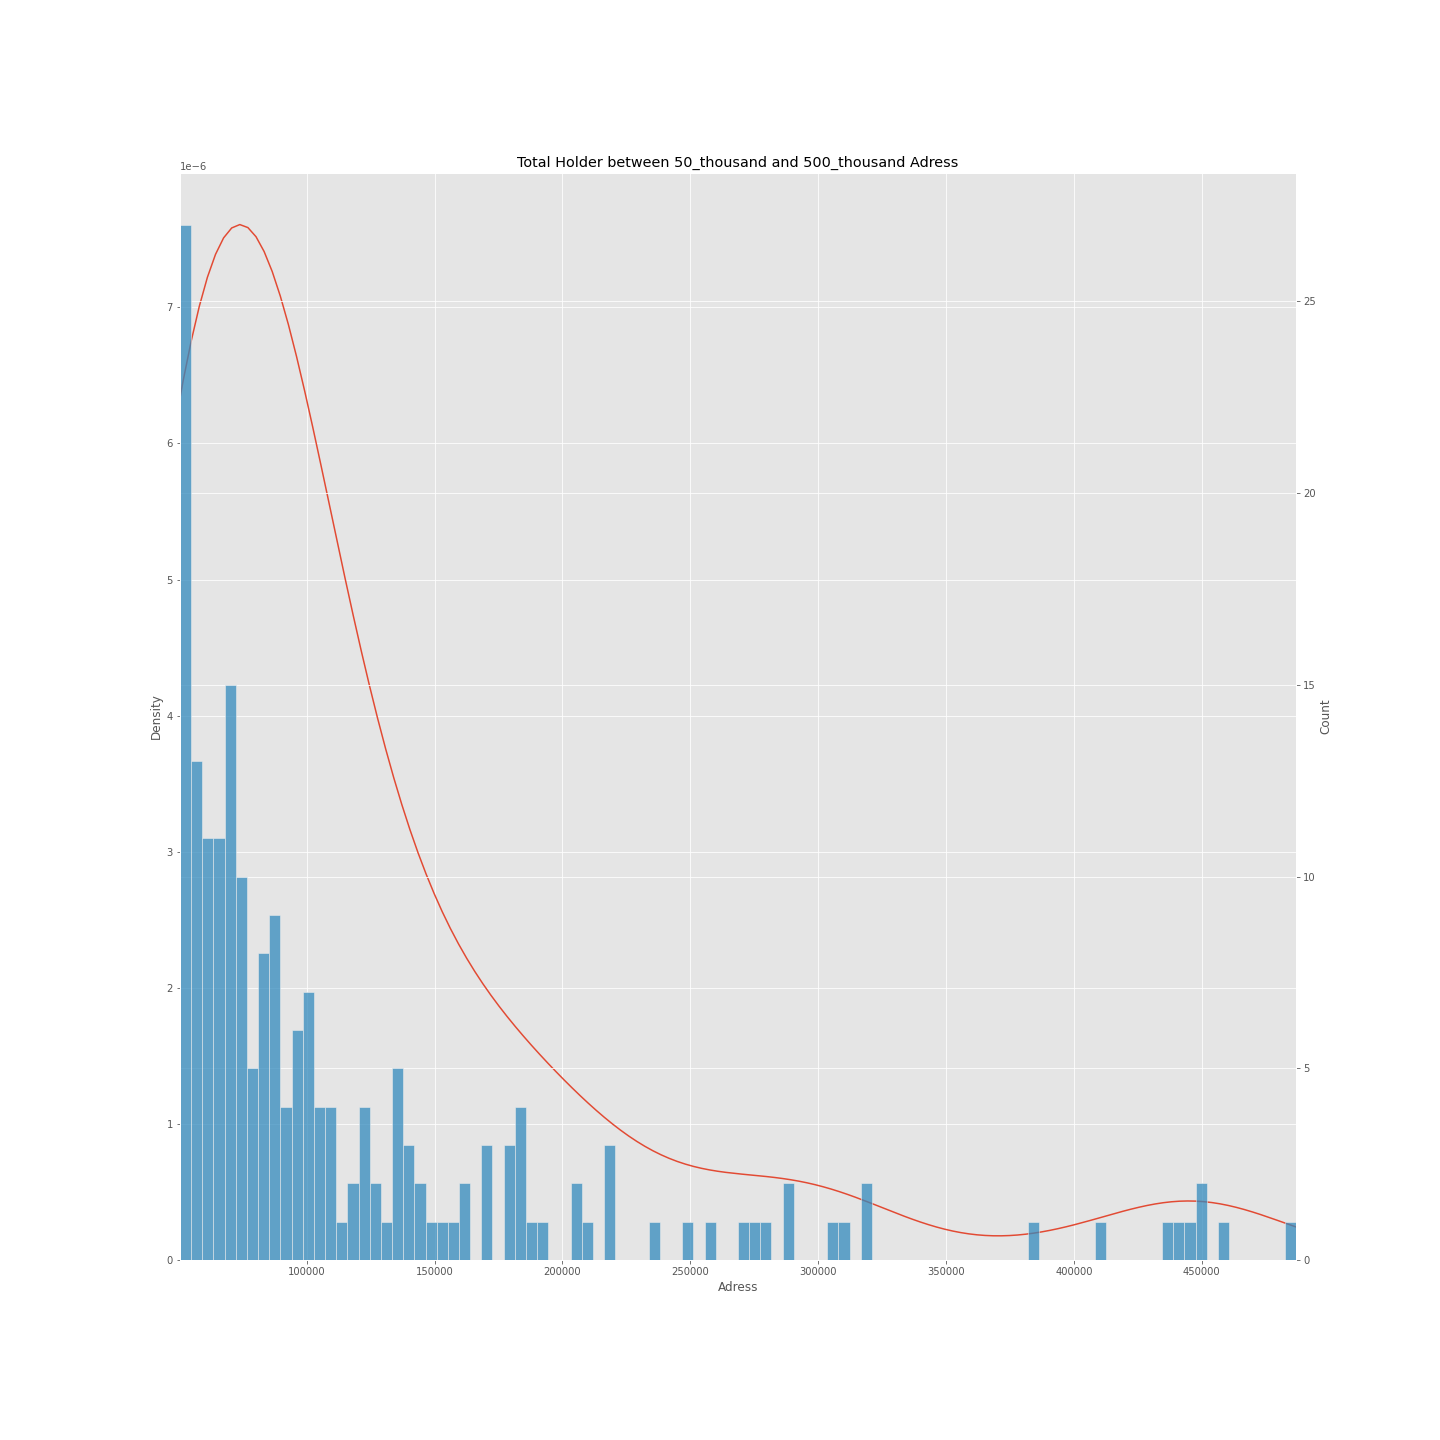 Total Holder between 50_thousand and 500_thousand Adress
1e−6
7
6
5
4
3
2
1
0
Density
25
20
15
10
5
0
Count
100000 150000 200000 250000 300000 350000 400000 450000
Adress